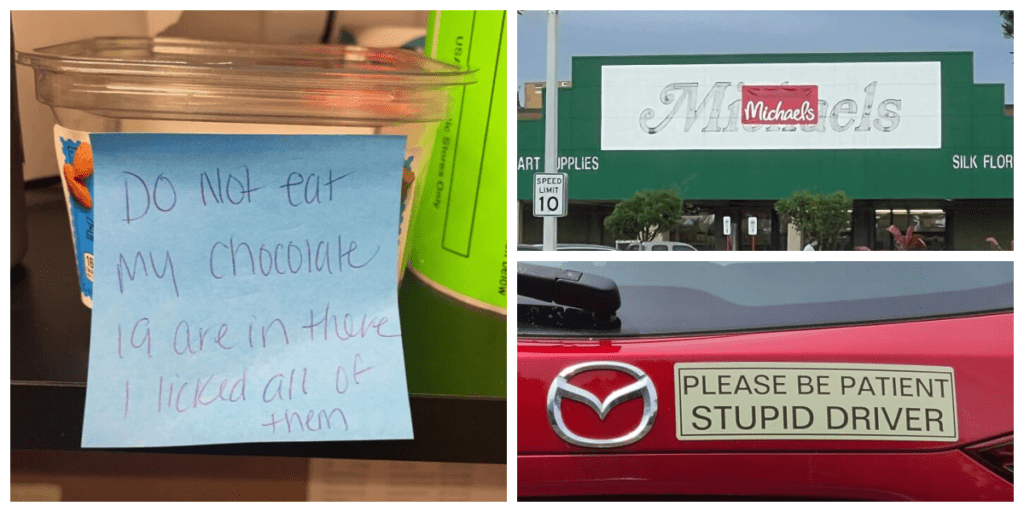 DO Not eat
my chocolate
19 are in there
I licked all of
them
Michaels
Michaels
ART
UPPLIES
SILK FLOR
SPEED
LIMIT
10
PLEASE BE PATIENT
STUPID DRIVER